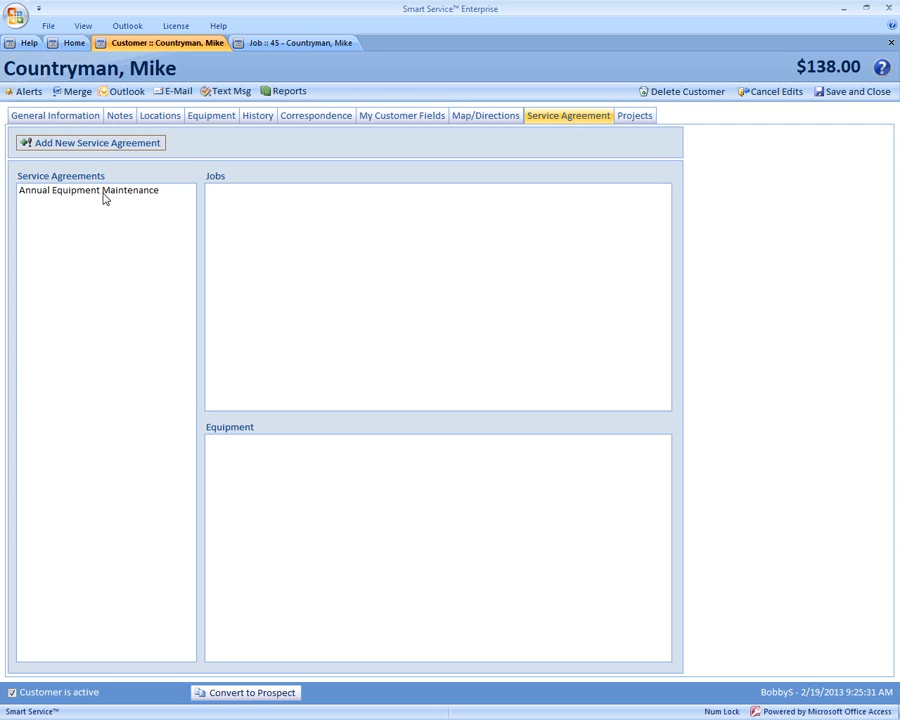 Smart Service™ Enterprise
File View Outlook License Help
Help Home Customer :: Countryman, Mike Job :: 45 - Countryman, Mike
Countryman, Mike $138.00
Alerts Merge Outlook E-Mail Text Msg Reports Delete Customer Cancel Edits Save and Close
General Information Notes Locations Equipment History Correspondence My Customer Fields Map/Directions Service Agreement Projects
Add New Service Agreement
Service Agreements Jobs
Annual Equipment Maintenance
Equipment
Customer is active Convert to Prospect BobbyS - 2/19/2013 9:25:31 AM
Smart Service™ Num Lock Powered by Microsoft Office Access